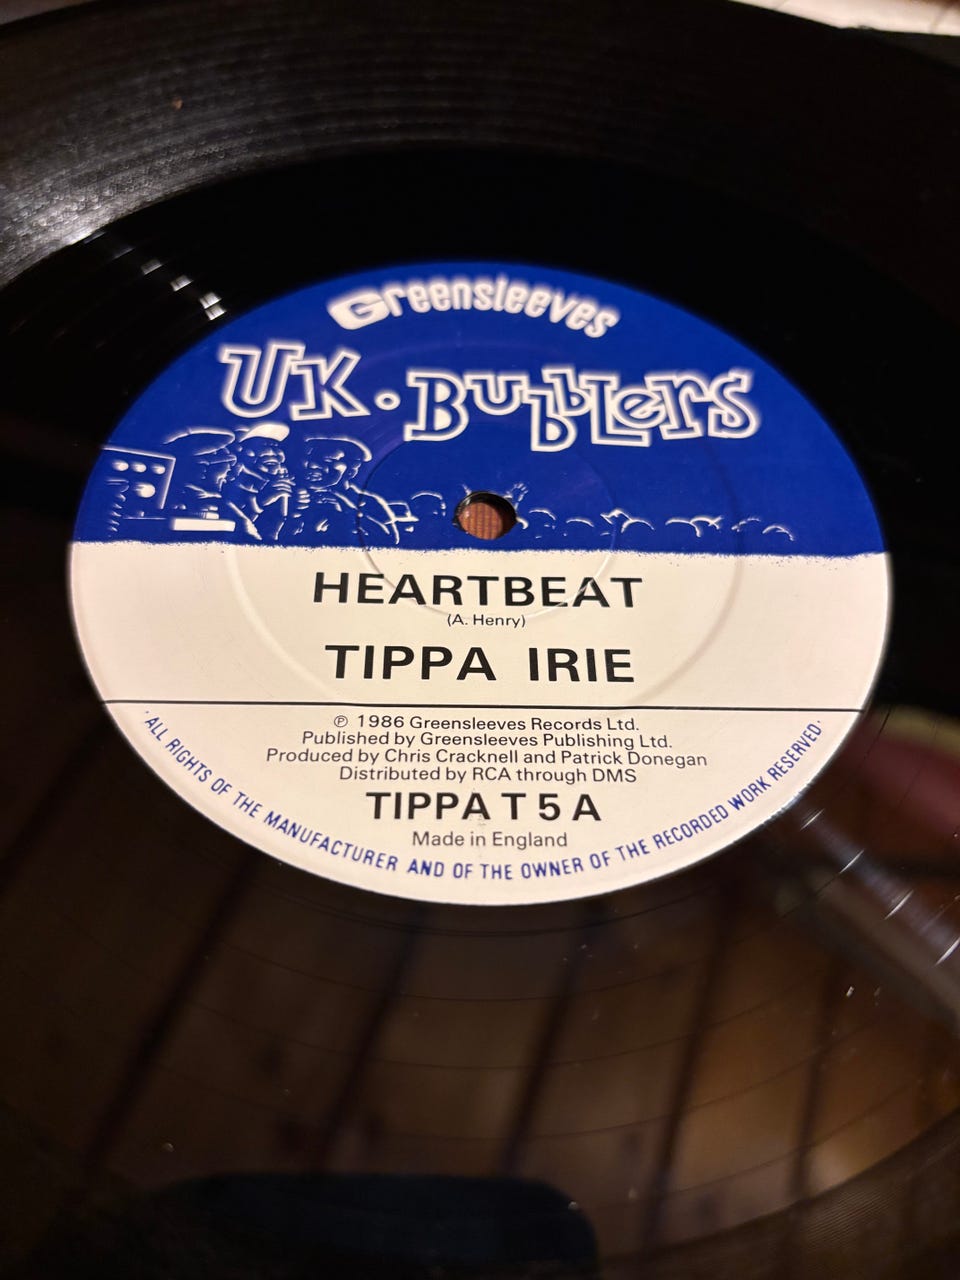 Greensleeves
UK·BUbblers
HEARTBEAT
(A. Henry)
TIPPA IRIE
℗ 1986 Greensleeves Records Ltd.
Published by Greensleeves Publishing Ltd.
Produced by Chris Cracknell and Patrick Donegan
Distributed by RCA through DMS
TIPPA T 5 A
Made in England
·ALL RIGHTS OF THE MANUFACTURER AND OF THE OWNER OF THE RECORDED WORK RESERVED·